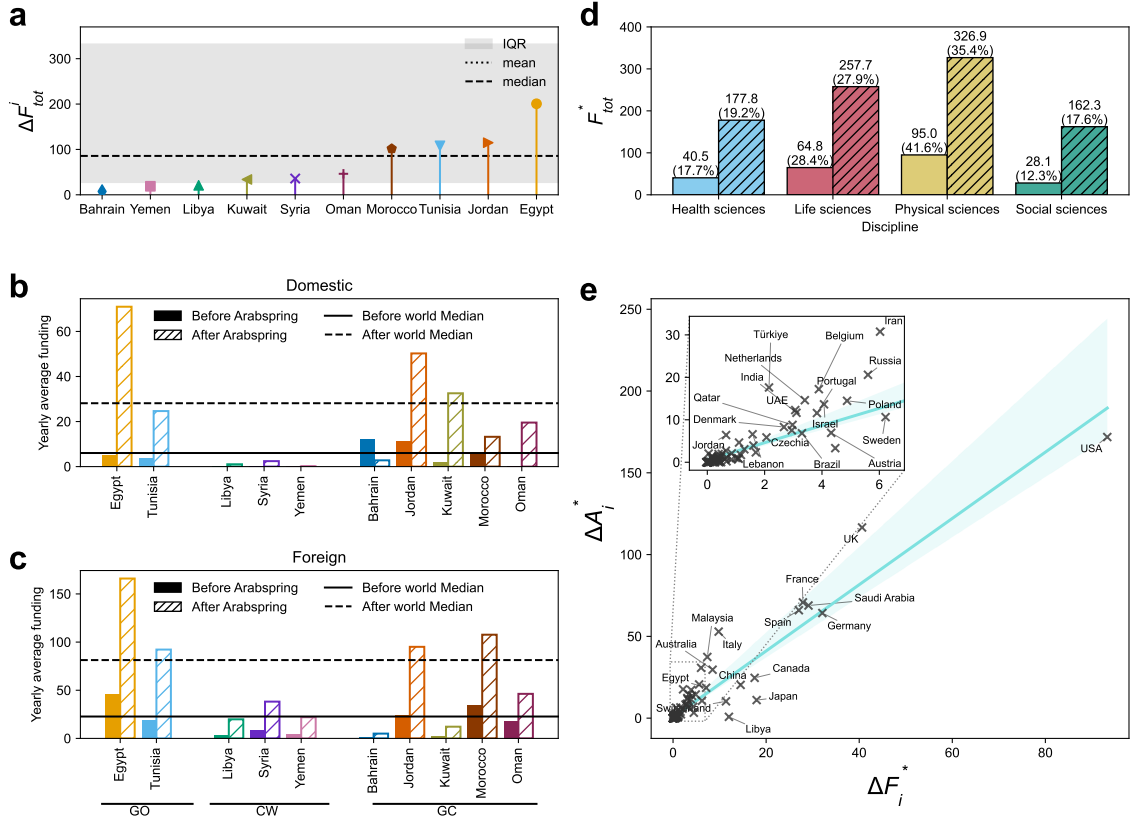 a
ΔF^i_tot
300
200
100
0
IQR
mean
median
Bahrain Yemen Libya Kuwait Syria Oman Morocco Tunisia Jordan Egypt
b
Domestic
Yearly average funding
60
40
20
0
Before Arabspring
After Arabspring
Before world Median
After world Median
Egypt Tunisia Libya Syria Yemen Bahrain Jordan Kuwait Morocco Oman
c
Foreign
Yearly average funding
150
100
50
0
Before Arabspring
After Arabspring
Before world Median
After world Median
Egypt Tunisia Libya Syria Yemen Bahrain Jordan Kuwait Morocco Oman
GO CW GC
d
F^*_tot
400
300
200
100
0
40.5
(17.7%)
177.8
(19.2%)
64.8
(28.4%)
257.7
(27.9%)
95.0
(41.6%)
326.9
(35.4%)
28.1
(12.3%)
162.3
(17.6%)
Health sciences Life sciences Physical sciences Social sciences
Discipline
e
ΔA^*_i
250
200
150
100
50
0
30
20
10
0
0 2 4 6
Iran
Türkiye
Belgium
Netherlands
Russia
India
Portugal
UAE
Qatar
Poland
Denmark
Israel
Sweden
Jordan
Czechia
Lebanon
Brazil
Austria
USA
UK
France
Saudi Arabia
Malaysia
Spain
Germany
Australia
Italy
Egypt
China
Canada
Japan
Libya
0 20 40 60 80
ΔF^*_i